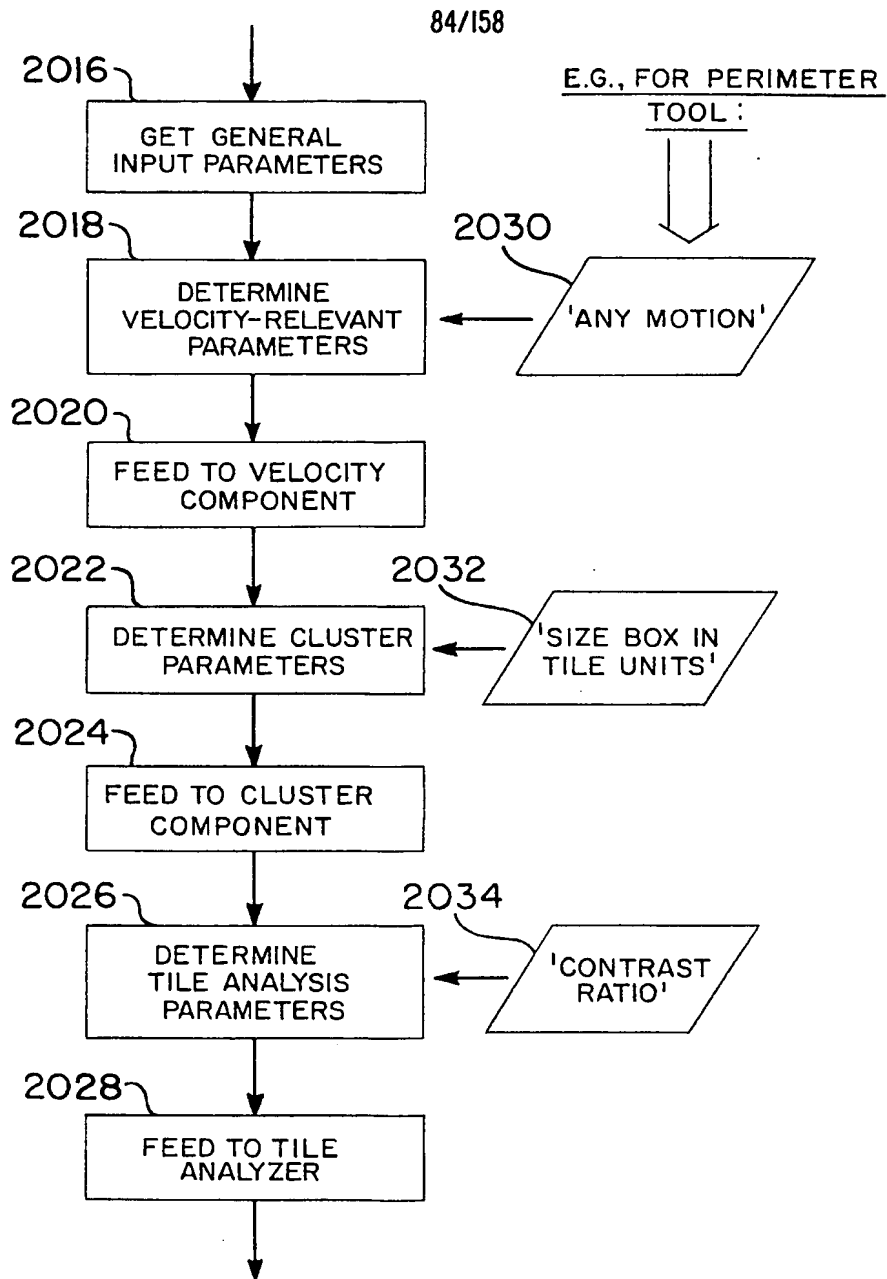 84/158
E.G., FOR PERIMETER
TOOL:
2016
GET GENERAL
INPUT PARAMETERS
2018
DETERMINE
VELOCITY-RELEVANT
PARAMETERS
2030
'ANY MOTION'
2020
FEED TO VELOCITY
COMPONENT
2022
DETERMINE CLUSTER
PARAMETERS
2032
'SIZE BOX IN
TILE UNITS'
2024
FEED TO CLUSTER
COMPONENT
2026
DETERMINE
TILE ANALYSIS
PARAMETERS
2034
'CONTRAST
RATIO'
2028
FEED TO TILE
ANALYZER